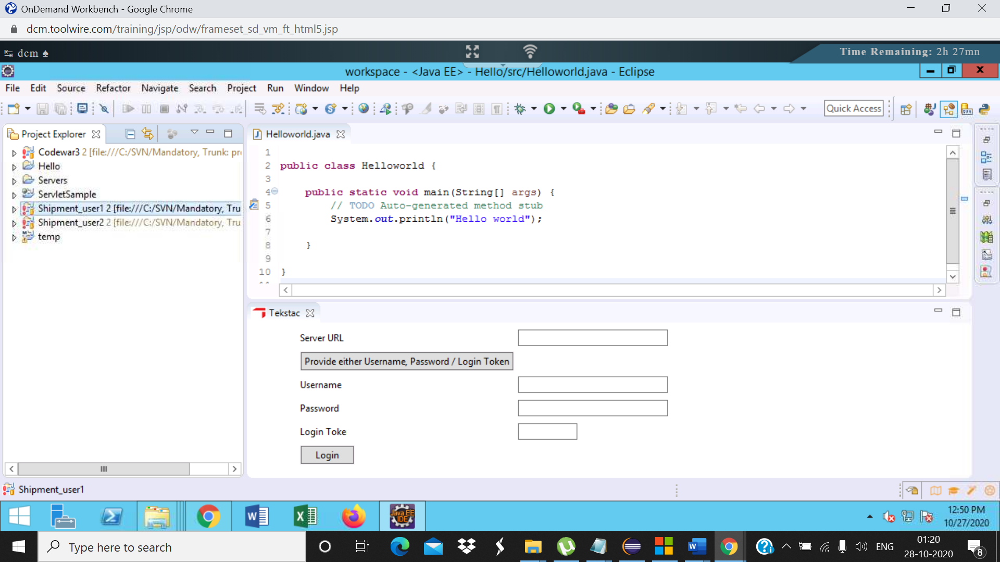 OnDemand Workbench - Google Chrome
dcm.toolwire.com/training/jsp/odw/frameset_sd_vm_ft_html5.jsp
dcm
Time Remaining: 2h 27mn
workspace - <Java EE> - Hello/src/Helloworld.java - Eclipse
File Edit Source Refactor Navigate Search Project Run Window Help
Quick Access
Project Explorer
Codewar3 2 [file:///C:/SVN/Mandatory, Trunk: pr
Hello
Servers
ServletSample
Shipment_user1 2 [file:///C:/SVN/Mandatory, Tru
Shipment_user2 2 [file:///C:/SVN/Mandatory, Tru
temp
Helloworld.java
1
2 public class Helloworld {
3
4 public static void main(String[] args) {
5 // TODO Auto-generated method stub
6 System.out.println("Hello world");
7
8 }
9
10 }
Tekstac
Server URL
Provide either Username, Password / Login Token
Username
Password
Login Toke
Login
Shipment_user1
Java EE
IDE
12:50 PM
10/27/2020
Type here to search
ENG
01:20
28-10-2020
8